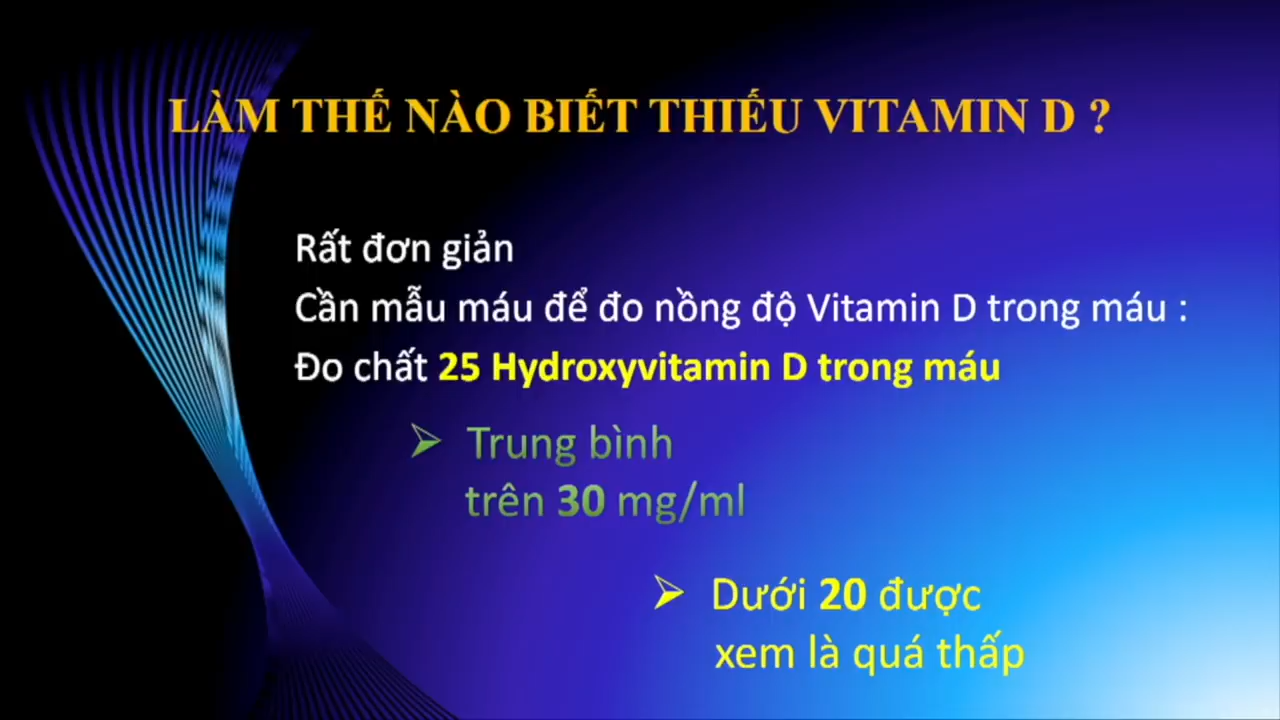 LÀM THẾ NÀO BIẾT THIẾU VITAMIN D ?
Rất đơn giản
Cần mẫu máu để đo nồng độ Vitamin D trong máu :
Đo chất 25 Hydroxyvitamin D trong máu
➢ Trung bình
trên 30 mg/ml
➢ Dưới 20 được
xem là quá thấp